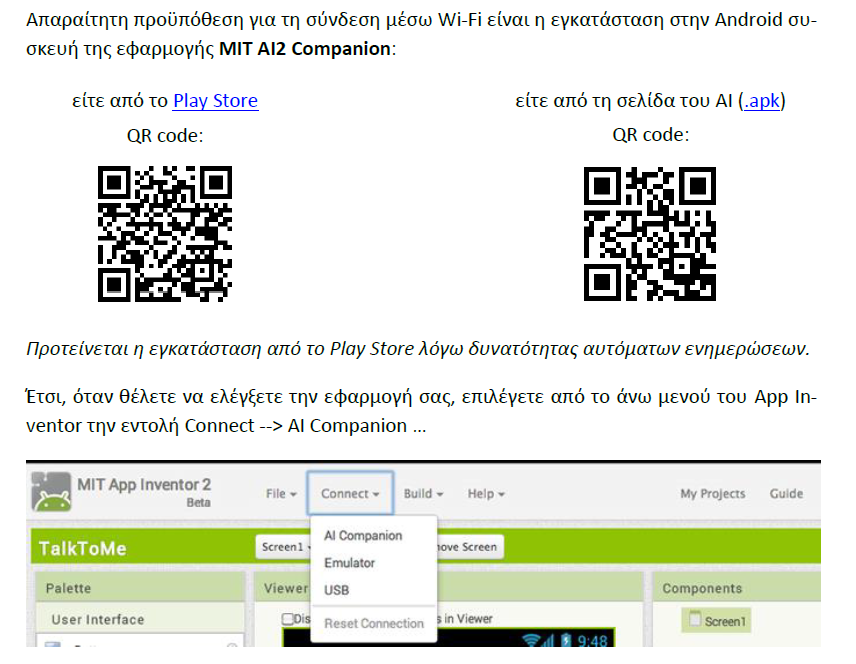 Απαραίτητη προϋπόθεση για τη σύνδεση μέσω Wi-Fi είναι η εγκατάσταση στην Android συ-
σκευή της εφαρμογής MIT AI2 Companion:
είτε από το Play Store
είτε από τη σελίδα του AI (.apk)
QR code:
QR code:
Προτείνεται η εγκατάσταση από το Play Store λόγω δυνατότητας αυτόματων ενημερώσεων.
Έτσι, όταν θέλετε να ελέγξετε την εφαρμογή σας, επιλέγετε από το άνω μενού του App In-
ventor την εντολή Connect --> AI Companion ...
MIT App Inventor 2
Beta
File
Connect
Build
Help
My Projects
Guide
TalkToMe
Screen1
AI Companion
Emulator
USB
Reset Connection
ove Screen
Palette
Viewer
Components
User Interface
Dis
s in Viewer
Screen1
9:48